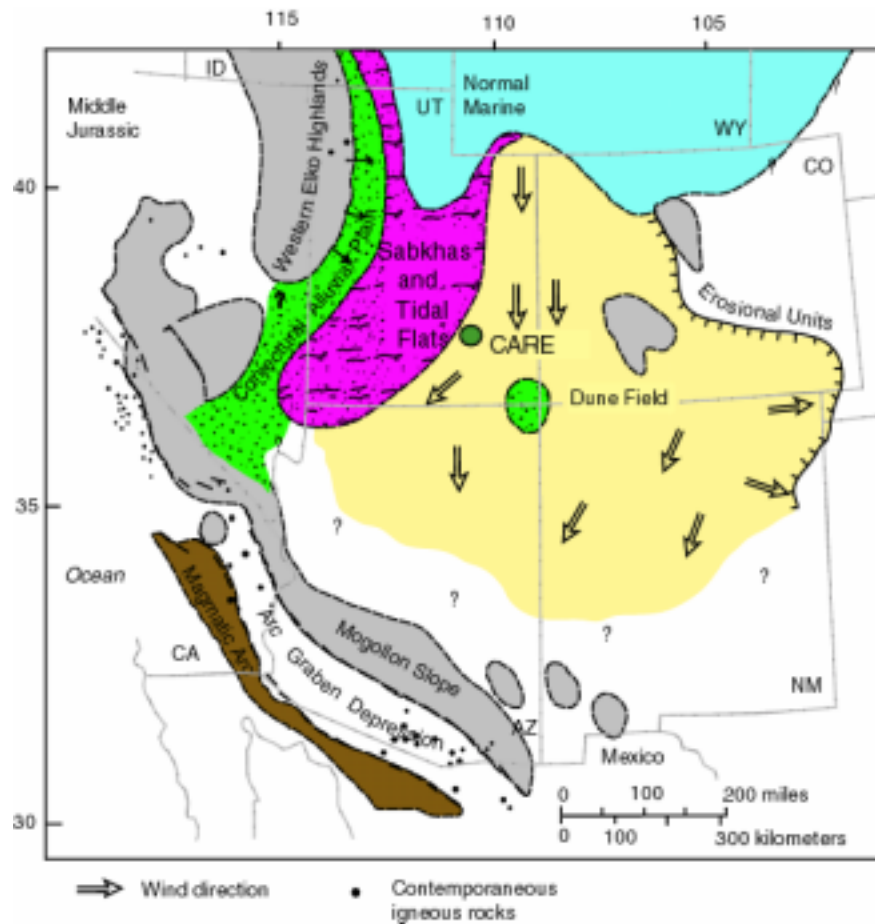 115
110
105
ID
Middle
Jurassic
Western Elko Highlands
UT
Normal
Marine
WY
CO
40
Conjectural Alluvial Plain
Sabkhas
and
Tidal
Flats
CARE
Erosional Units
Dune Field
35
?
?
?
?
?
Ocean
Magmatic Arc
Arc Graben Depression
Mogollon Slope
CA
AZ
NM
Mexico
30
0 100 200 miles
0 100 300 kilometers
Wind direction
Contemporaneous
igneous rocks